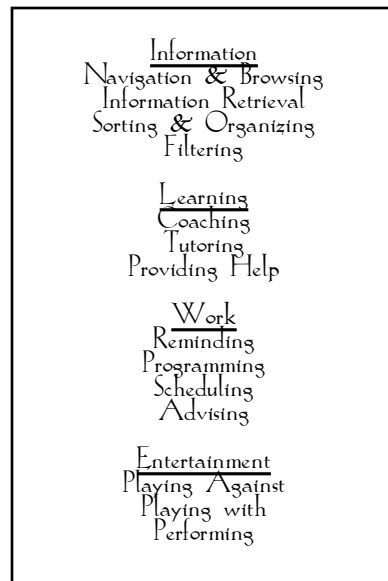 Information
Navigation & Browsing
Information Retrieval
Sorting & Organizing
Filtering
Learning
Coaching
Tutoring
Providing Help
Work
Reminding
Programming
Scheduling
Advising
Entertainment
Playing Against
Playing with
Performing